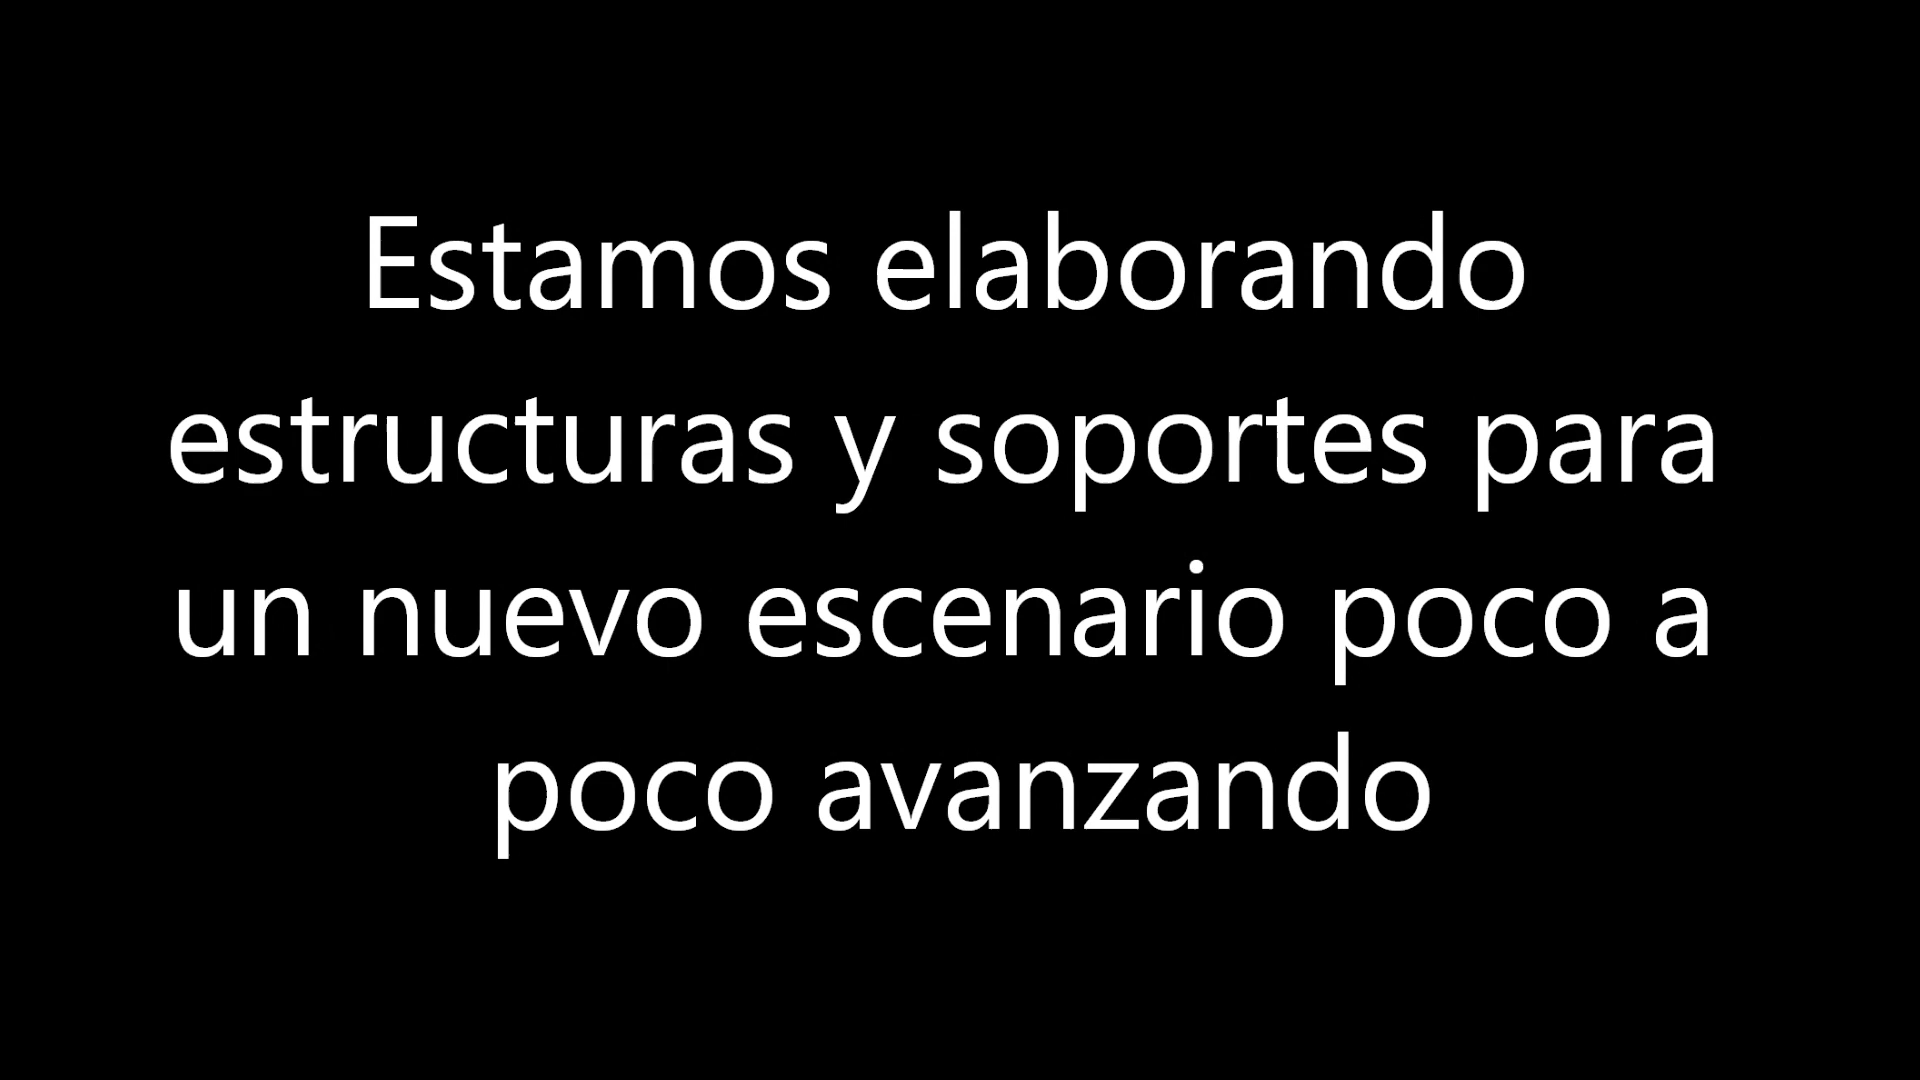 Estamos elaborando
estructuras y soportes para
un nuevo escenario poco a
poco avanzando